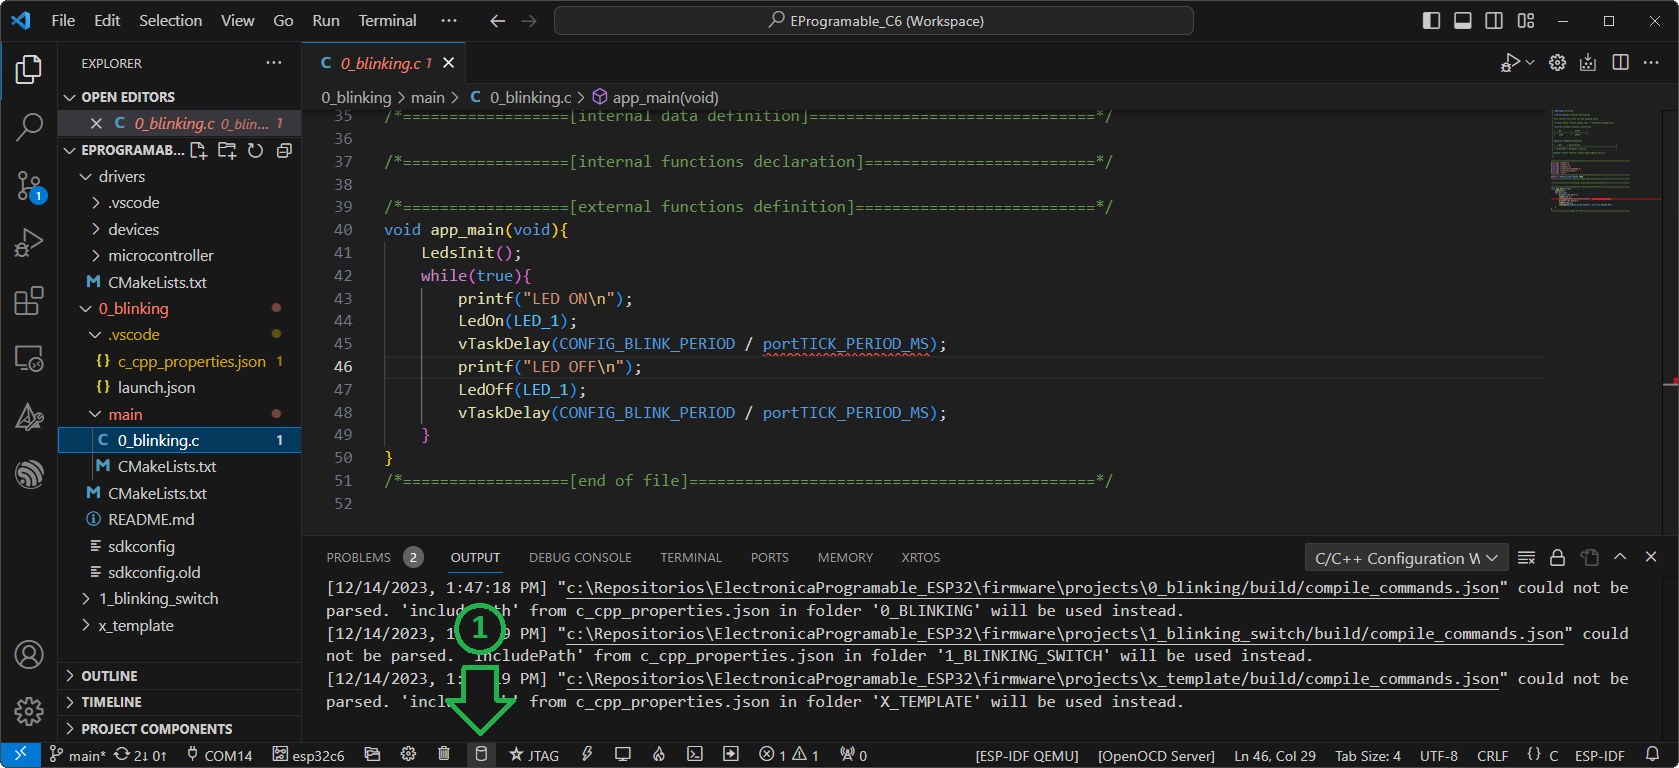 File Edit Selection View Go Run Terminal ···
EProgramable_C6 (Workspace)
EXPLORER ···
OPEN EDITORS
C 0_blinking.c 0_blin... 1
EPROGRAMAB...
drivers
.vscode
devices
microcontroller
M CMakeLists.txt
0_blinking
.vscode
{} c_cpp_properties.json 1
{} launch.json
main
C 0_blinking.c 1
M CMakeLists.txt
M CMakeLists.txt
README.md
sdkconfig
sdkconfig.old
1_blinking_switch
x_template
OUTLINE
TIMELINE
PROJECT COMPONENTS
1
C 0_blinking.c 1
0_blinking > main > C 0_blinking.c > app_main(void)
35 /*==================[internal data definition]===============================*/
36
37 /*==================[internal functions declaration]=========================*/
38
39 /*==================[external functions definition]==========================*/
40 void app_main(void){
41 LedsInit();
42 while(true){
43 printf("LED ON\n");
44 LedOn(LED_1);
45 vTaskDelay(CONFIG_BLINK_PERIOD / portTICK_PERIOD_MS);
46 printf("LED OFF\n");
47 LedOff(LED_1);
48 vTaskDelay(CONFIG_BLINK_PERIOD / portTICK_PERIOD_MS);
49 }
50 }
51 /*==================[end of file]============================================*/
52
PROBLEMS 2 OUTPUT DEBUG CONSOLE TERMINAL PORTS MEMORY XRTOS
C/C++ Configuration W
[12/14/2023, 1:47:18 PM] "c:\Repositorios\ElectronicaProgramable_ESP32\firmware\projects\0_blinking/build/compile_commands.json" could not be
parsed. 'includePath' from c_cpp_properties.json in folder '0_BLINKING' will be used instead.
[12/14/2023, 1: 9 PM] "c:\Repositorios\ElectronicaProgramable_ESP32\firmware\projects\1_blinking_switch/build/compile_commands.json" could
not be parsed. 'includePath' from c_cpp_properties.json in folder '1_BLINKING_SWITCH' will be used instead.
[12/14/2023, 1: 19 PM] "c:\Repositorios\ElectronicaProgramable_ESP32\firmware\projects\x_template/build/compile_commands.json" could not be
parsed. 'inclu ' from c_cpp_properties.json in folder 'X_TEMPLATE' will be used instead.
1
main* 2↓ 0↑ COM14 esp32c6 JTAG 1 1 0 [ESP-IDF QEMU] [OpenOCD Server] Ln 46, Col 29 Tab Size: 4 UTF-8 CRLF {} C ESP-IDF